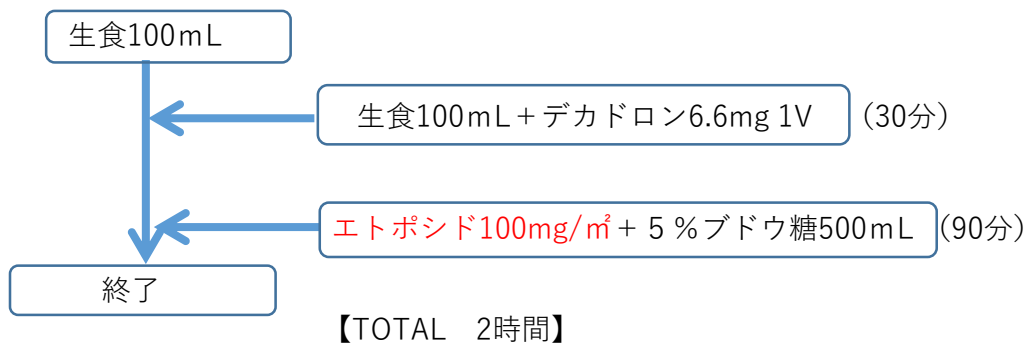 生食100mL
生食100mL+デカドロン6.6mg 1V (30分)
エトポシド100mg/㎡+5%ブドウ糖500mL (90分)
終了
【TOTAL 2時間】